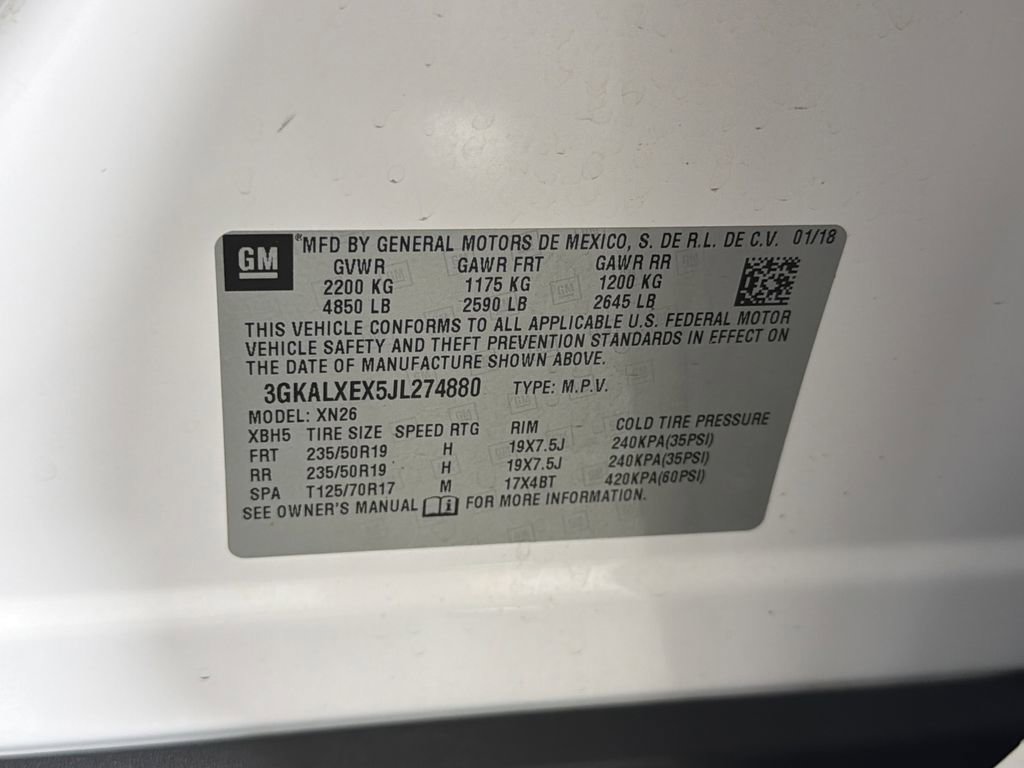 GM ®MFD BY GENERAL MOTORS DE MEXICO, S. DE R.L. DE C.V. 01/18
GVWR GAWR FRT GAWR RR
2200 KG 1175 KG 1200 KG
4850 LB 2590 LB 2645 LB
THIS VEHICLE CONFORMS TO ALL APPLICABLE U.S. FEDERAL MOTOR
VEHICLE SAFETY AND THEFT PREVENTION STANDARDS IN EFFECT ON
THE DATE OF MANUFACTURE SHOWN ABOVE.
3GKALXEX5JL274880 TYPE: M.P.V.
MODEL: XN26
XBH5 TIRE SIZE SPEED RTG RIM COLD TIRE PRESSURE
FRT 235/50R19 H 19X7.5J 240KPA(35PSI)
RR 235/50R19 H 19X7.5J 240KPA(35PSI)
SPA T125/70R17 M 17X4BT 420KPA(60PSI)
SEE OWNER'S MANUAL i FOR MORE INFORMATION.